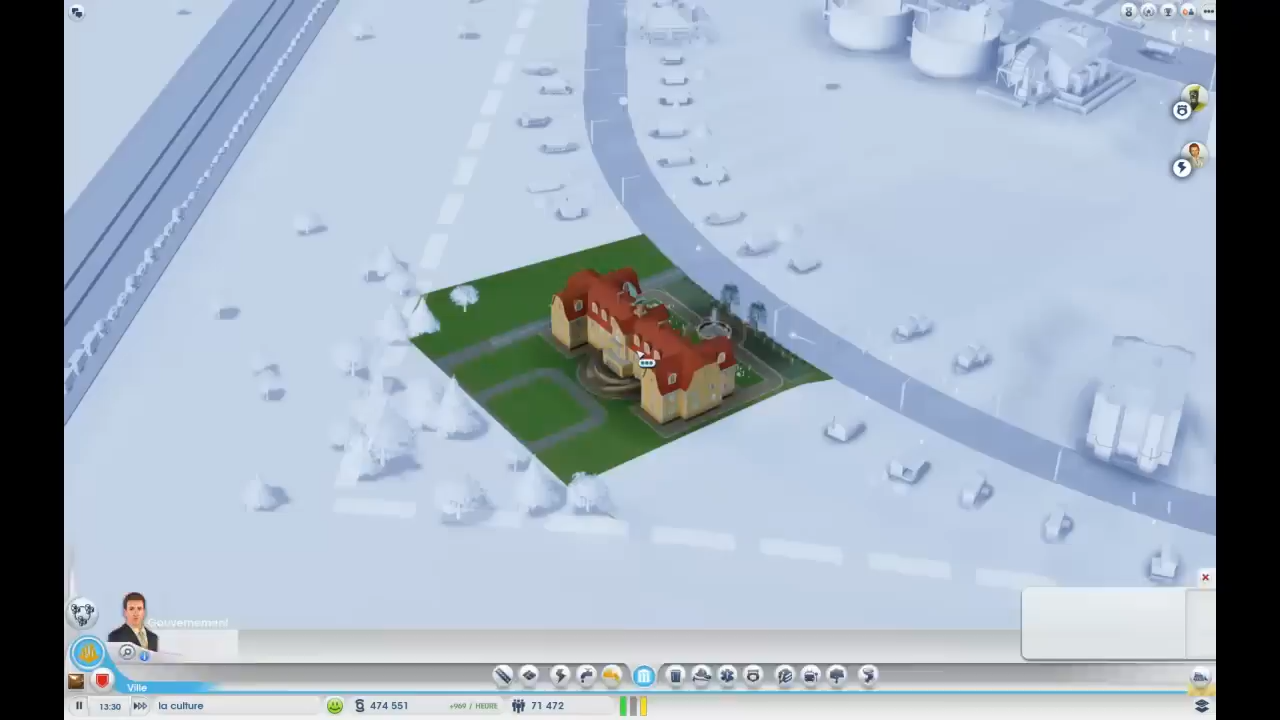 Gouvernement
Ville
13:30
la culture
474 551
+969 / HEURE
71 472